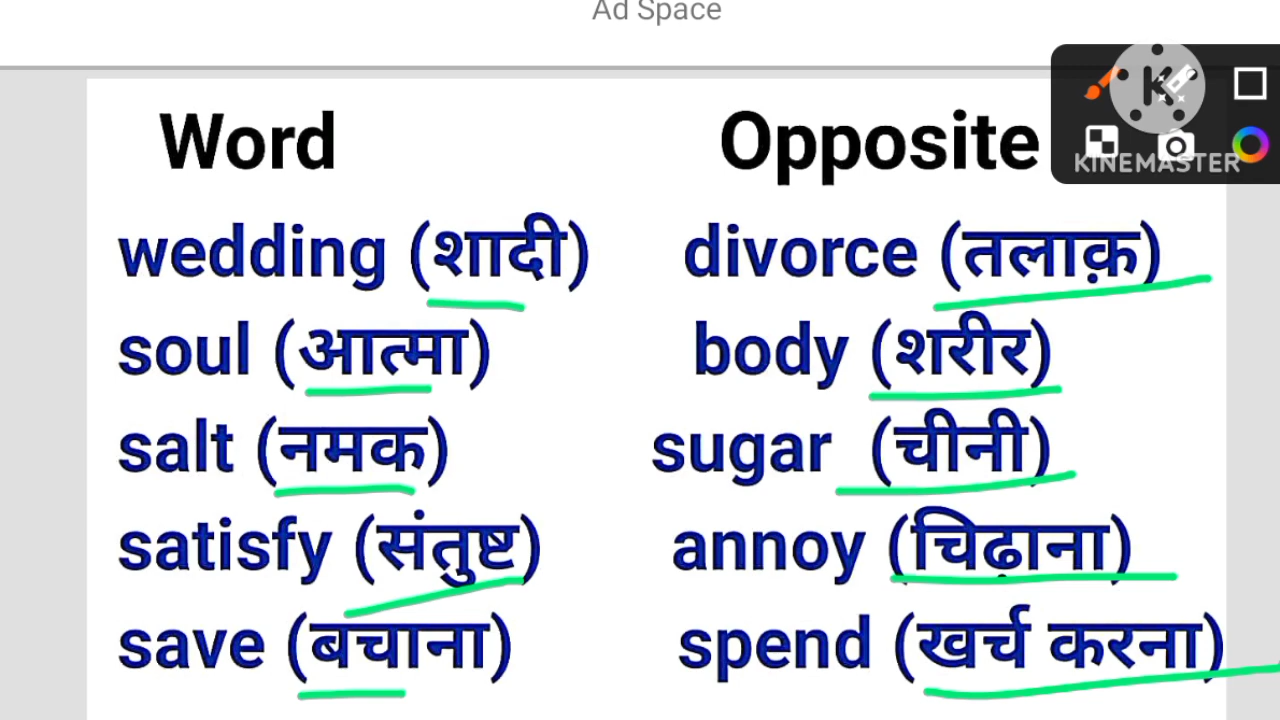 Ad Space
KINEMASTER
Word Opposite
wedding (शादी) divorce (तलाक़)
soul (आत्मा) body (शरीर)
salt (नमक) sugar (चीनी)
satisfy (संतुष्ट) annoy (चिढ़ाना)
save (बचाना) spend (खर्च करना)